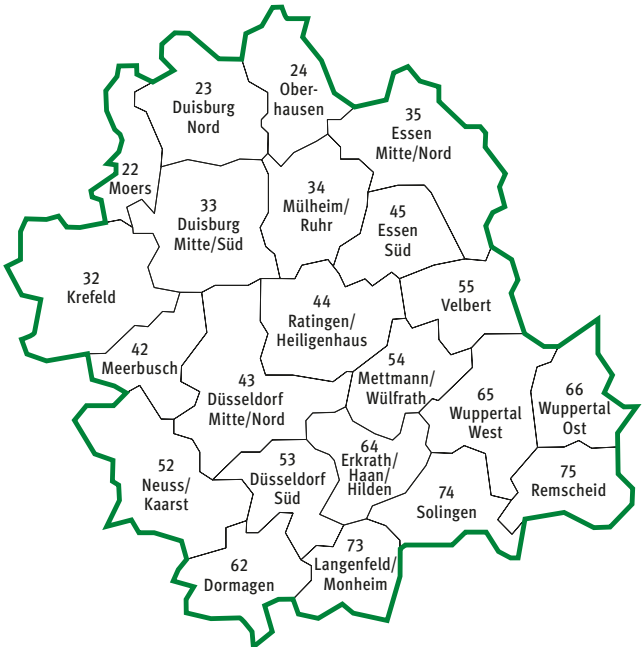 24
Ober-
hausen
23
Duisburg
Nord
35
Essen
Mitte/Nord
22
Moers
34
Mülheim/
Ruhr
33
Duisburg
Mitte/Süd
45
Essen
Süd
32
Krefeld
55
Velbert
44
Ratingen/
Heiligenhaus
42
Meerbusch
54
Mettmann/
Wülfrath
43
Düsseldorf
Mitte/Nord
65
Wuppertal
West
66
Wuppertal
Ost
64
Erkrath/
Haan/
Hilden
52
Neuss/
Kaarst
53
Düsseldorf
Süd
75
Remscheid
74
Solingen
73
Langenfeld/
Monheim
62
Dormagen